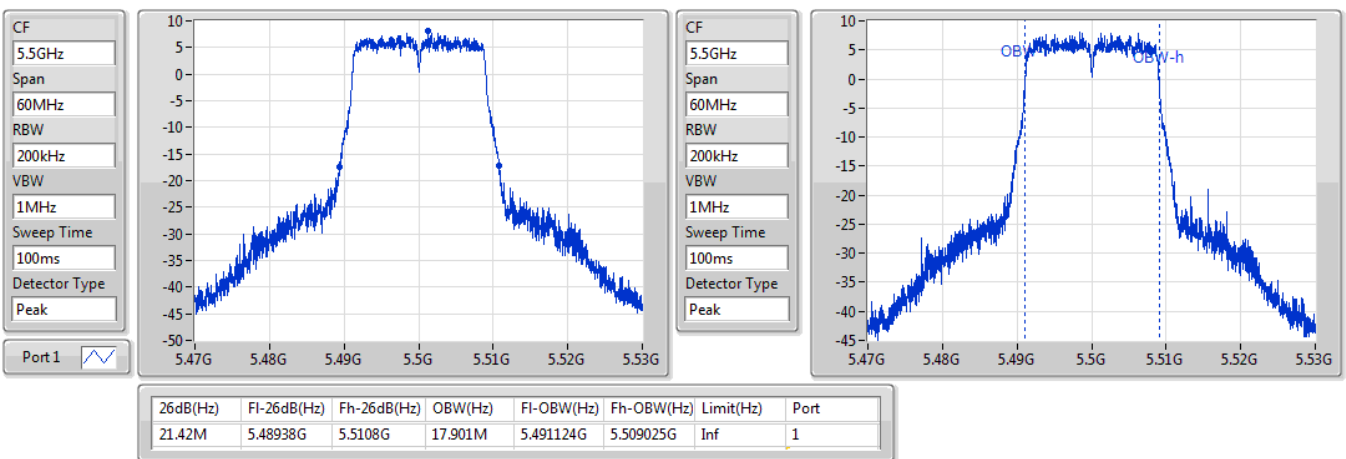 CF
5.5GHz
Span
60MHz
RBW
200kHz
VBW
1MHz
Sweep Time
100ms
Detector Type
Peak
Port 1
10
5
0
-5
-10
-15
-20
-25
-30
-35
-40
-45
-50
5.47G 5.48G 5.49G 5.5G 5.51G 5.52G 5.53G
CF
5.5GHz
Span
60MHz
RBW
200kHz
VBW
1MHz
Sweep Time
100ms
Detector Type
Peak
10
5
0
-5
-10
-15
-20
-25
-30
-35
-40
-45
OBW-h
5.47G 5.48G 5.49G 5.5G 5.51G 5.52G 5.53G
26dB(Hz) Fl-26dB(Hz) Fh-26dB(Hz) OBW(Hz) Fl-OBW(Hz) Fh-OBW(Hz) Limit(Hz) Port
21.42M 5.48938G 5.5108G 17.901M 5.491124G 5.509025G Inf 1